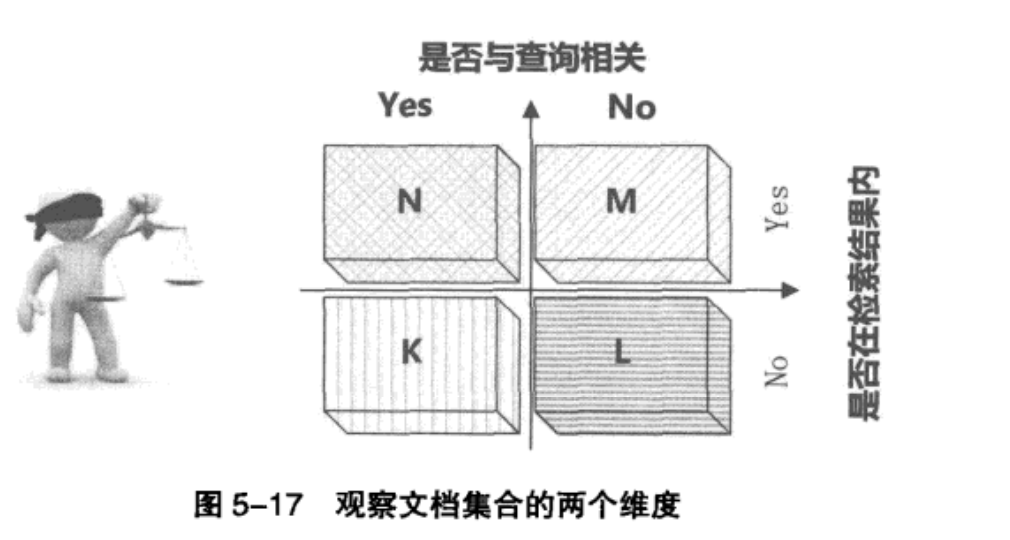 是否与查询相关
Yes
No
N
M
Yes
是否在检索结果内
K
L
No
图 5-17 观察文档集合的两个维度